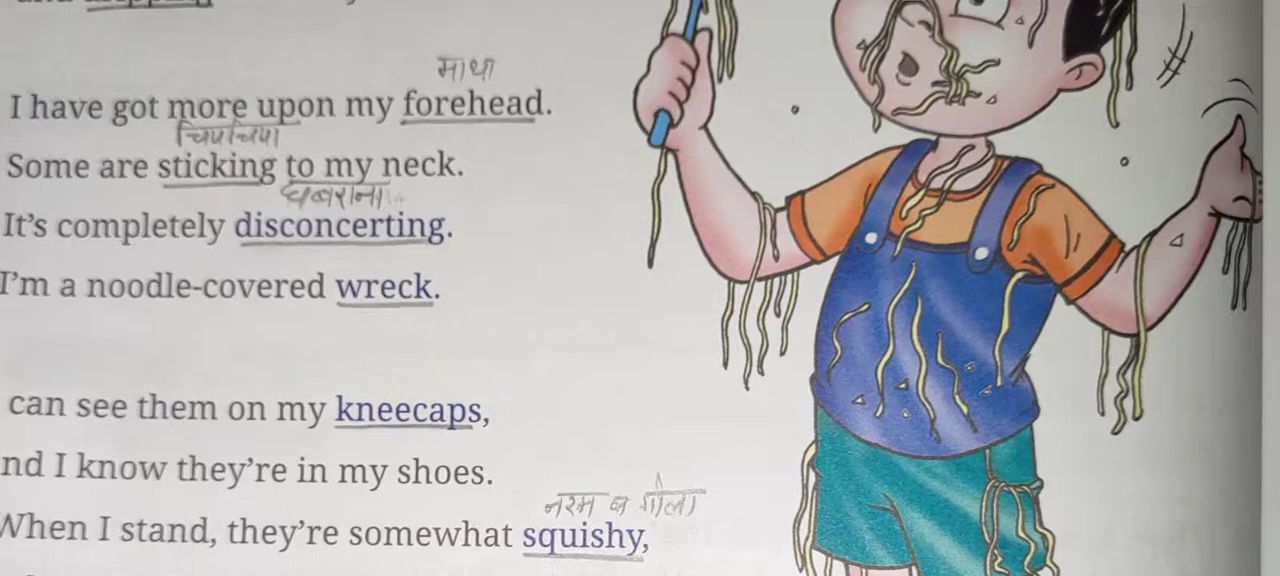 माथा
I have got more upon my forehead.
चिपचिपा
Some are sticking to my neck.
घबराना
It's completely disconcerting.
I'm a noodle-covered wreck.
can see them on my kneecaps,
nd I know they're in my shoes.
नरम व गीला
When I stand, they're somewhat squishy,